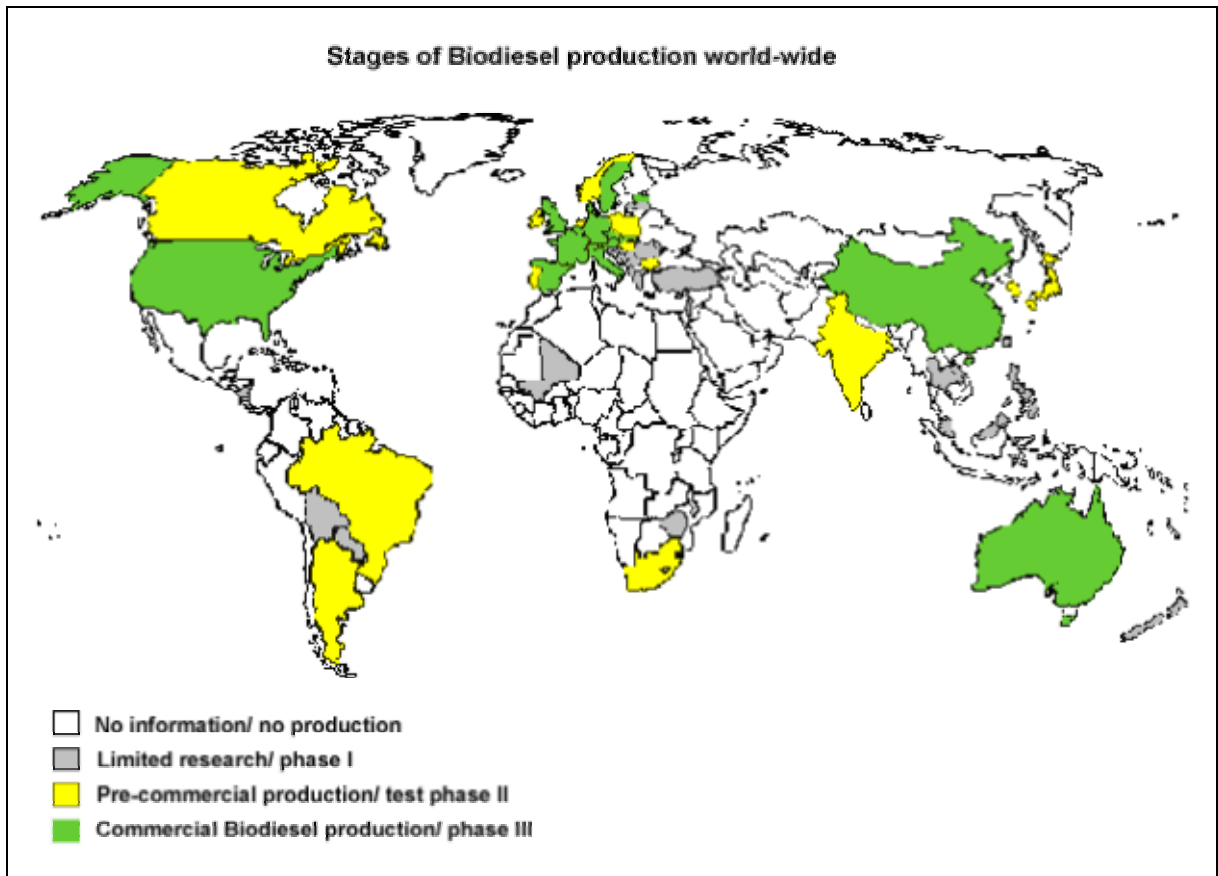 Stages of Biodiesel production world-wide
No information/ no production
Limited research/ phase I
Pre-commercial production/ test phase II
Commercial Biodiesel production/ phase III